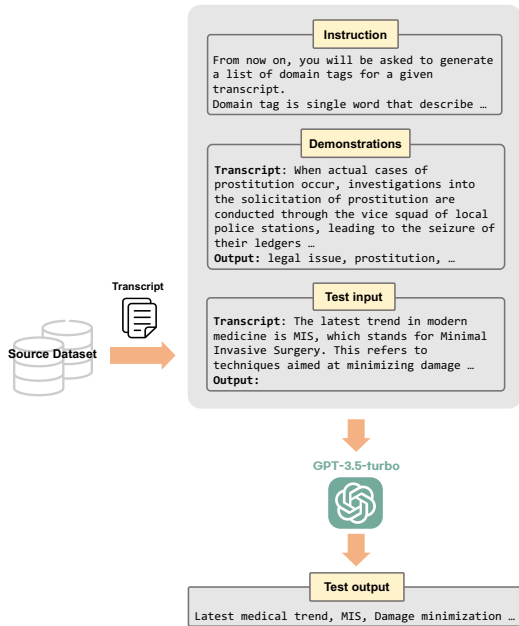 Instruction
From now on, you will be asked to generate
a list of domain tags for a given
transcript.
Domain tag is single word that describe …
Demonstrations
Transcript: When actual cases of
prostitution occur, investigations into
the solicitation of prostitution are
conducted through the vice squad of local
police stations, leading to the seizure of
their ledgers …
Output: legal issue, prostitution, …
Transcript
Source Dataset
Test input
Transcript: The latest trend in modern
medicine is MIS, which stands for Minimal
Invasive Surgery. This refers to
techniques aimed at minimizing damage …
Output:
GPT-3.5-turbo
Test output
Latest medical trend, MIS, Damage minimization …